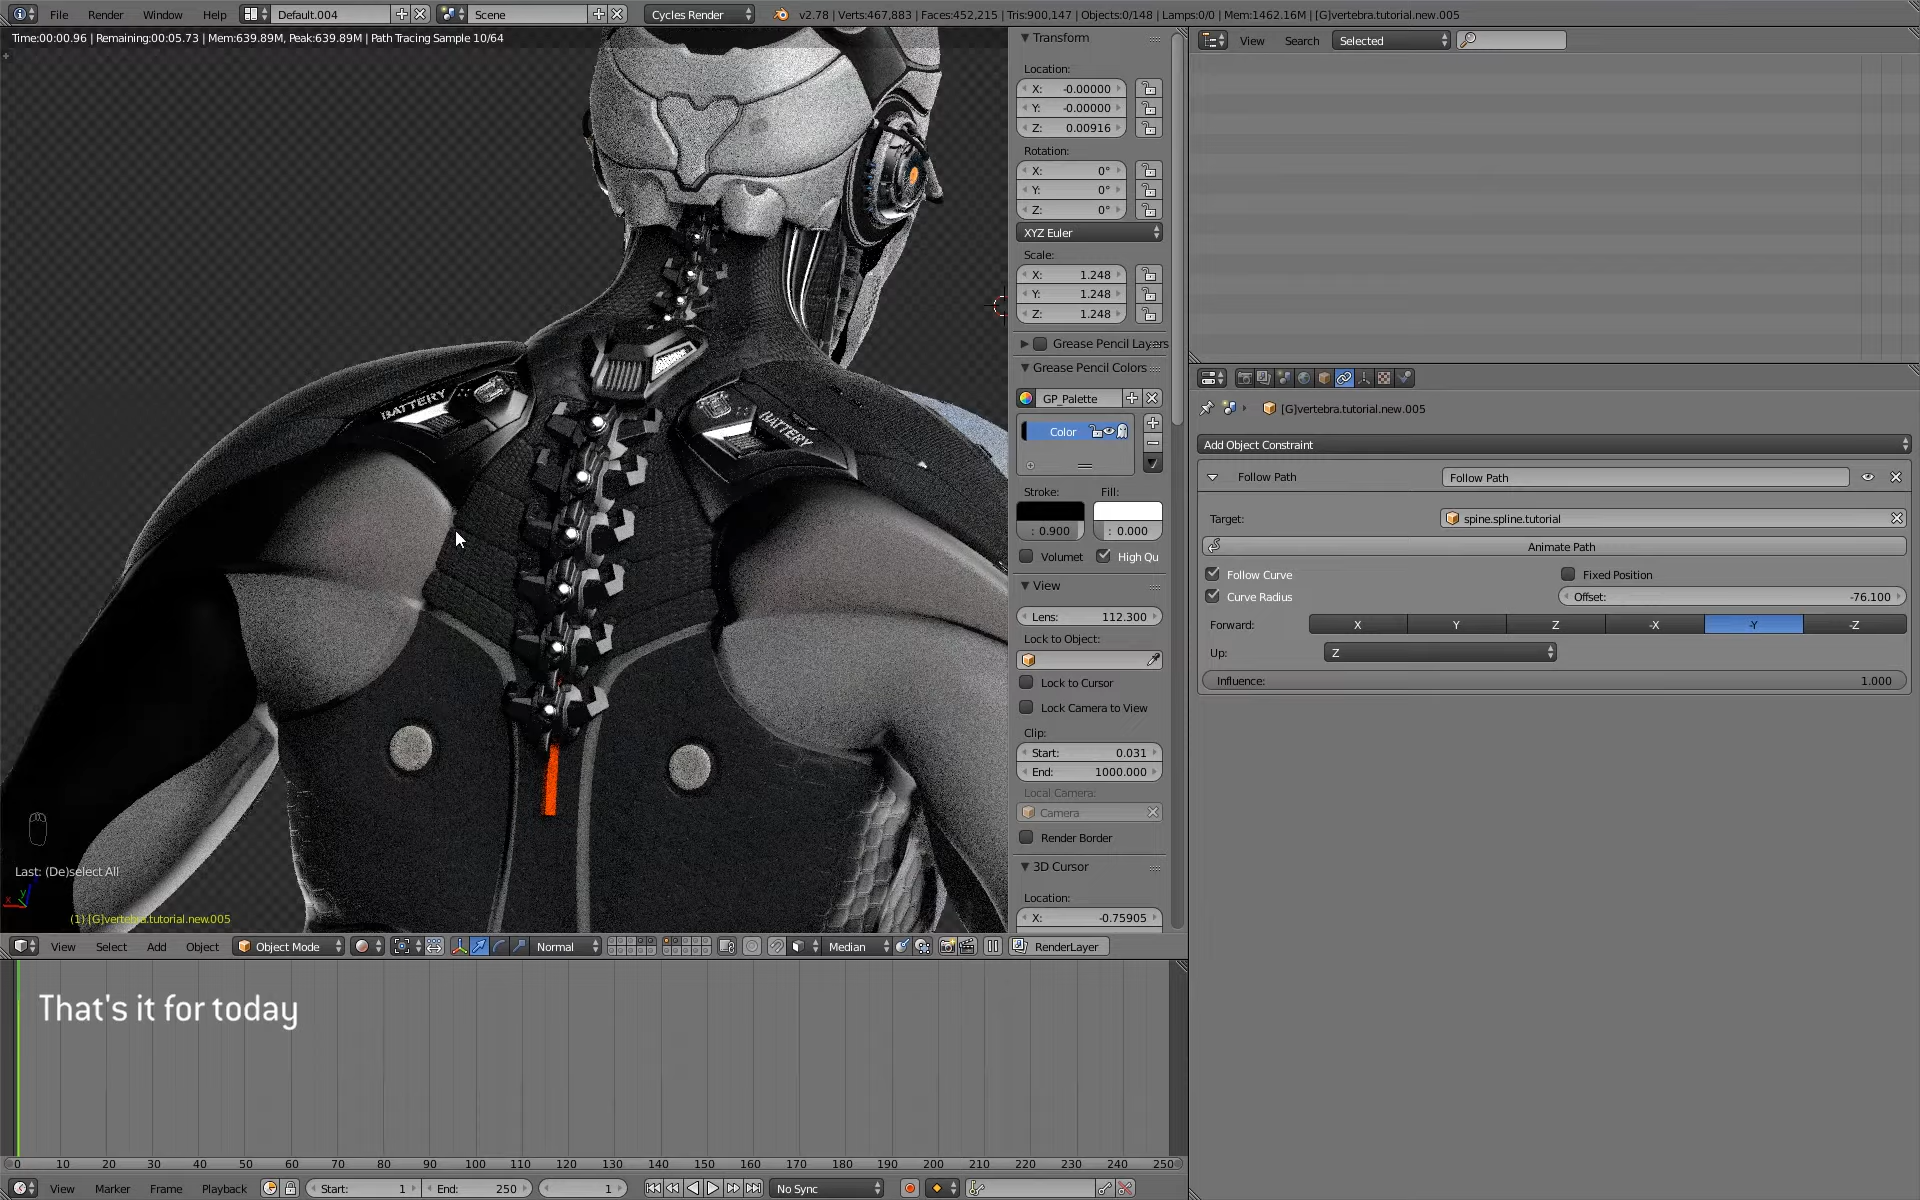 File Render Window Help Default.004 Scene Cycles Render v2.78 | Verts:467,883 | Faces:452,215 | Tris:900,147 | Objects:0/148 | Lamps:0/0 | Mem:1462.16M | [G]vertebra.tutorial.new.005
Time:00:00.96 | Remaining:00:05.73 | Mem:639.89M, Peak:639.89M | Path Tracing Sample 10/64
BATTERY
BATTERY
Last: (De)select All
(1) [G]vertebra.tutorial.new.005
View Select Add Object Object Mode Normal Median RenderLayer
Transform
Location:
X: -0.00000
Y: -0.00000
Z: 0.00916
Rotation:
X: 0°
Y: 0°
Z: 0°
XYZ Euler
Scale:
X: 1.248
Y: 1.248
Z: 1.248
Grease Pencil Layers
Grease Pencil Colors
GP_Palette
Color
Stroke: Fill:
: 0.900 : 0.000
Volumet High Qu
View
Lens: 112.300
Lock to Object:
Lock to Cursor
Lock Camera to View
Clip:
Start: 0.031
End: 1000.000
Local Camera:
Camera
Render Border
3D Cursor
Location:
X: -0.75905
View Search Selected
[G]vertebra.tutorial.new.005
Add Object Constraint
Follow Path Follow Path
Target: spine.spline.tutorial
Animate Path
Follow Curve Fixed Position
Curve Radius Offset: -76.100
Forward: X Y Z -X -Y -Z
Up: Z
Influence: 1.000
That's it for today
0 10 20 30 40 50 60 70 80 90 100 110 120 130 140 150 160 170 180 190 200 210 220 230 240 250
View Marker Frame Playback Start: 1 End: 250 1 No Sync